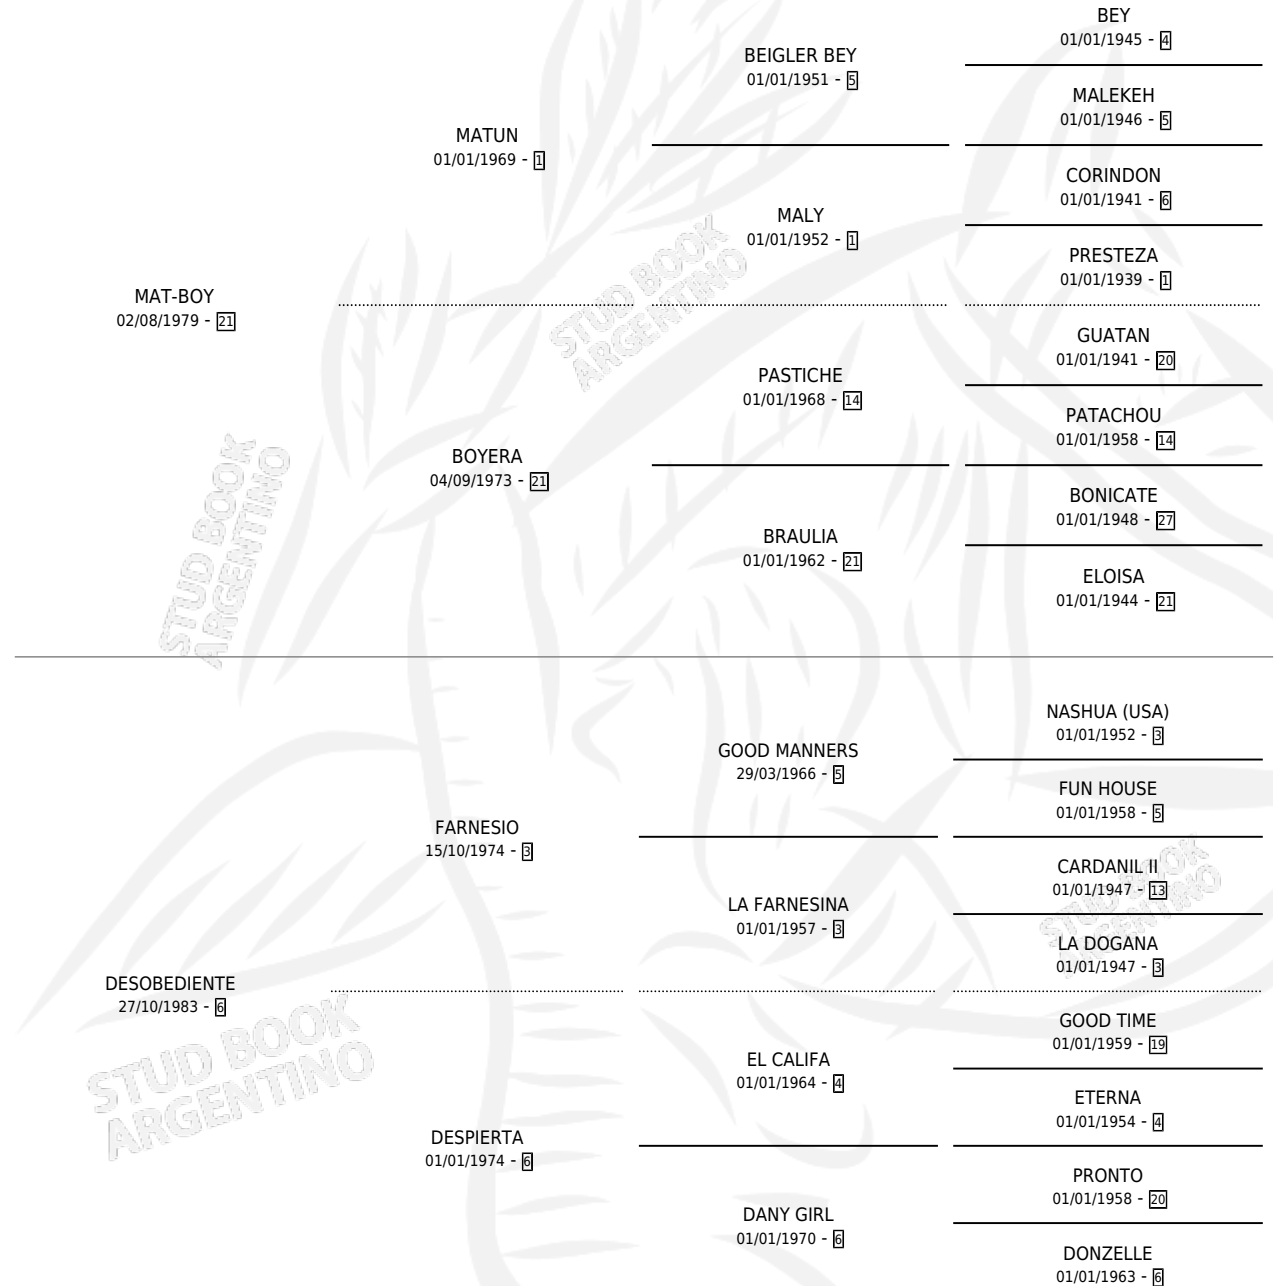 BEY
01/01/1945 - 4
BEIGLER BEY
01/01/1951 - 5
MALEKEH
01/01/1946 - 5
MATUN
01/01/1969 - 1
CORINDON
01/01/1941 - 6
MALY
01/01/1952 - 1
PRESTEZA
01/01/1939 - 1
MAT-BOY
02/08/1979 - 21
GUATAN
01/01/1941 - 20
PASTICHE
01/01/1968 - 14
PATACHOU
01/01/1958 - 14
BOYERA
04/09/1973 - 21
BONICATE
01/01/1948 - 27
BRAULIA
01/01/1962 - 21
ELOISA
01/01/1944 - 21
NASHUA (USA)
01/01/1952 - 3
GOOD MANNERS
29/03/1966 - 5
FUN HOUSE
01/01/1958 - 5
FARNESIO
15/10/1974 - 3
CARDANIL II
01/01/1947 - 13
LA FARNESINA
01/01/1957 - 3
LA DOGANA
01/01/1947 - 3
DESOBEDIENTE
27/10/1983 - 6
GOOD TIME
01/01/1959 - 19
EL CALIFA
01/01/1964 - 4
ETERNA
01/01/1954 - 4
DESPIERTA
01/01/1974 - 6
PRONTO
01/01/1958 - 20
DANY GIRL
01/01/1970 - 6
DONZELLE
01/01/1963 - 6
STUD BOOK
ARGENTINO
STUD BOOK
ARGENTINO
STUD BOOK
ARGENTINO
STUD BOOK
ARGENTINO